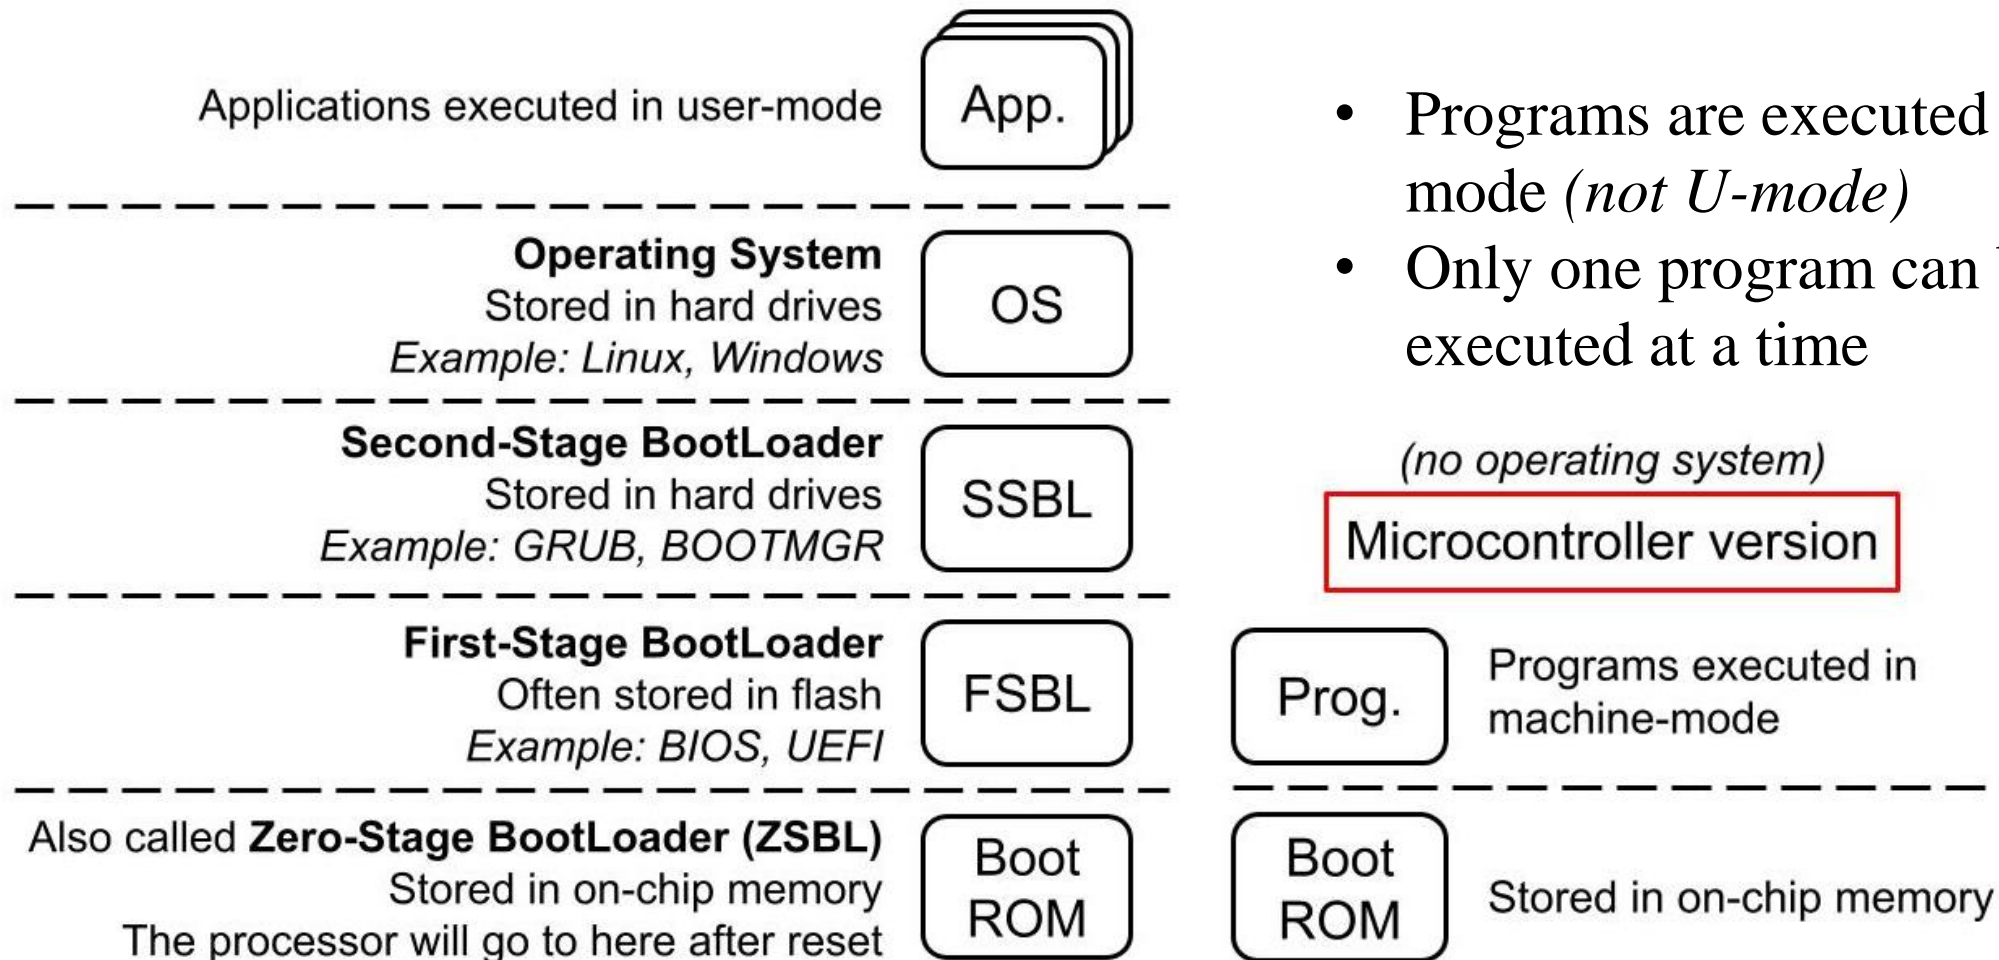 Applications executed in user-mode
App.
Operating System
Stored in hard drives
Example: Linux, Windows
OS
Second-Stage BootLoader
Stored in hard drives
Example: GRUB, BOOTMGR
SSBL
First-Stage BootLoader
Often stored in flash
Example: BIOS, UEFI
FSBL
Also called Zero-Stage BootLoader (ZSBL)
Stored in on-chip memory
The processor will go to here after reset
Boot
ROM
• Programs are executed
mode (not U-mode)
• Only one program can
executed at a time
(no operating system)
Microcontroller version
Prog.
Programs executed in
machine-mode
Boot
ROM
Stored in on-chip memory